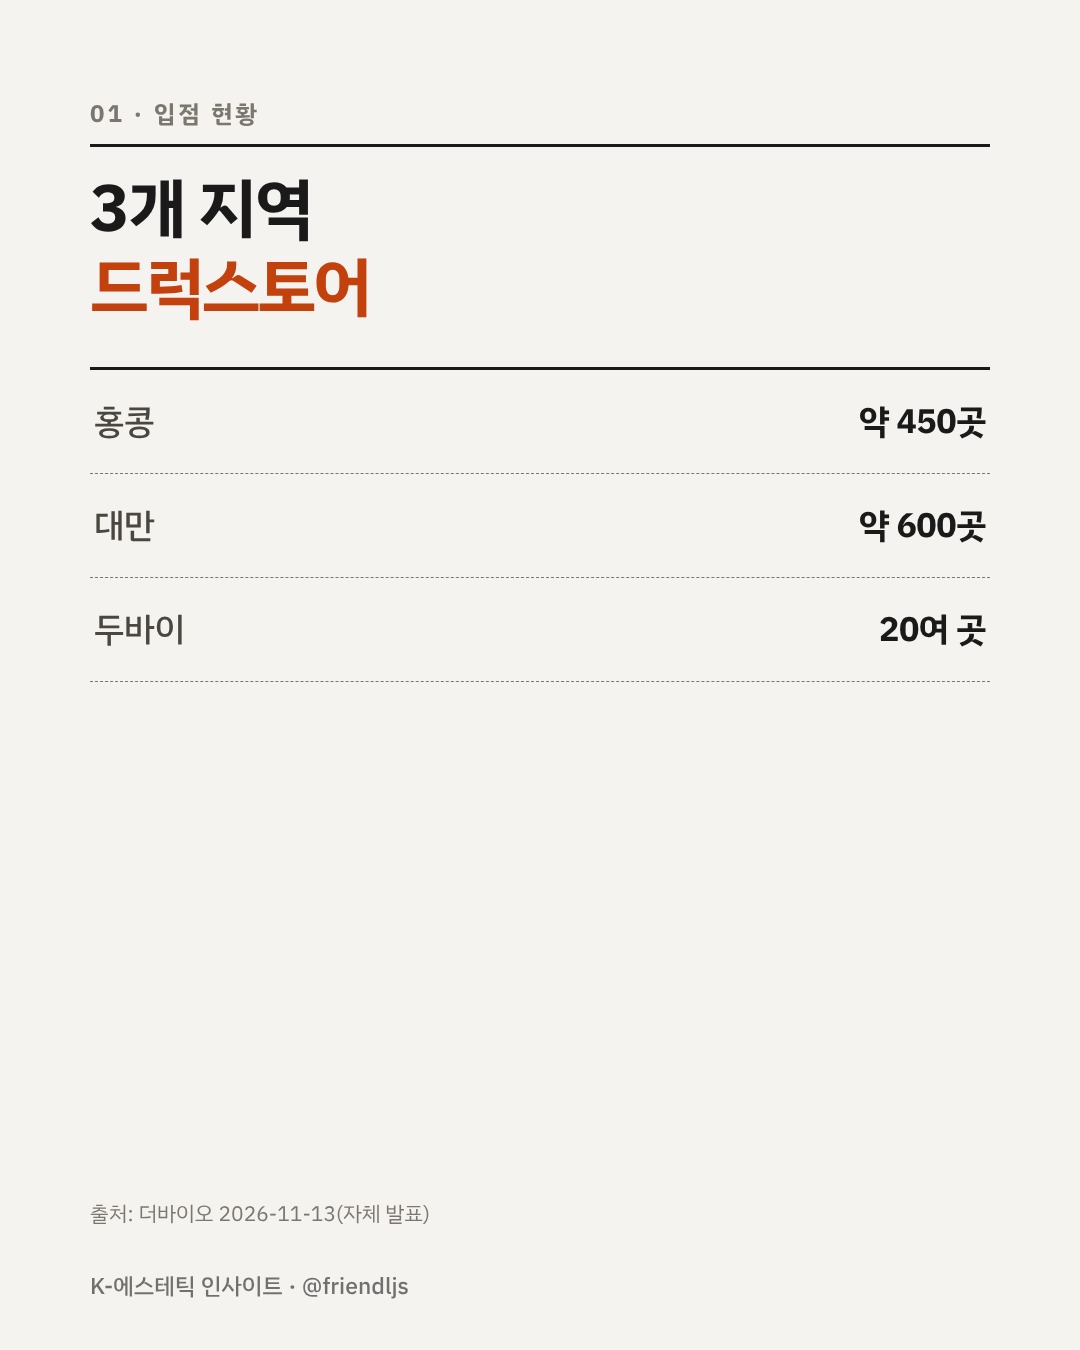 01 · 입점 현황
3개 지역
드럭스토어
홍콩 약 450곳
대만 약 600곳
두바이 20여 곳
출처: 더바이오 2026-11-13(자체 발표)
K-에스테틱 인사이트 · @friendljs